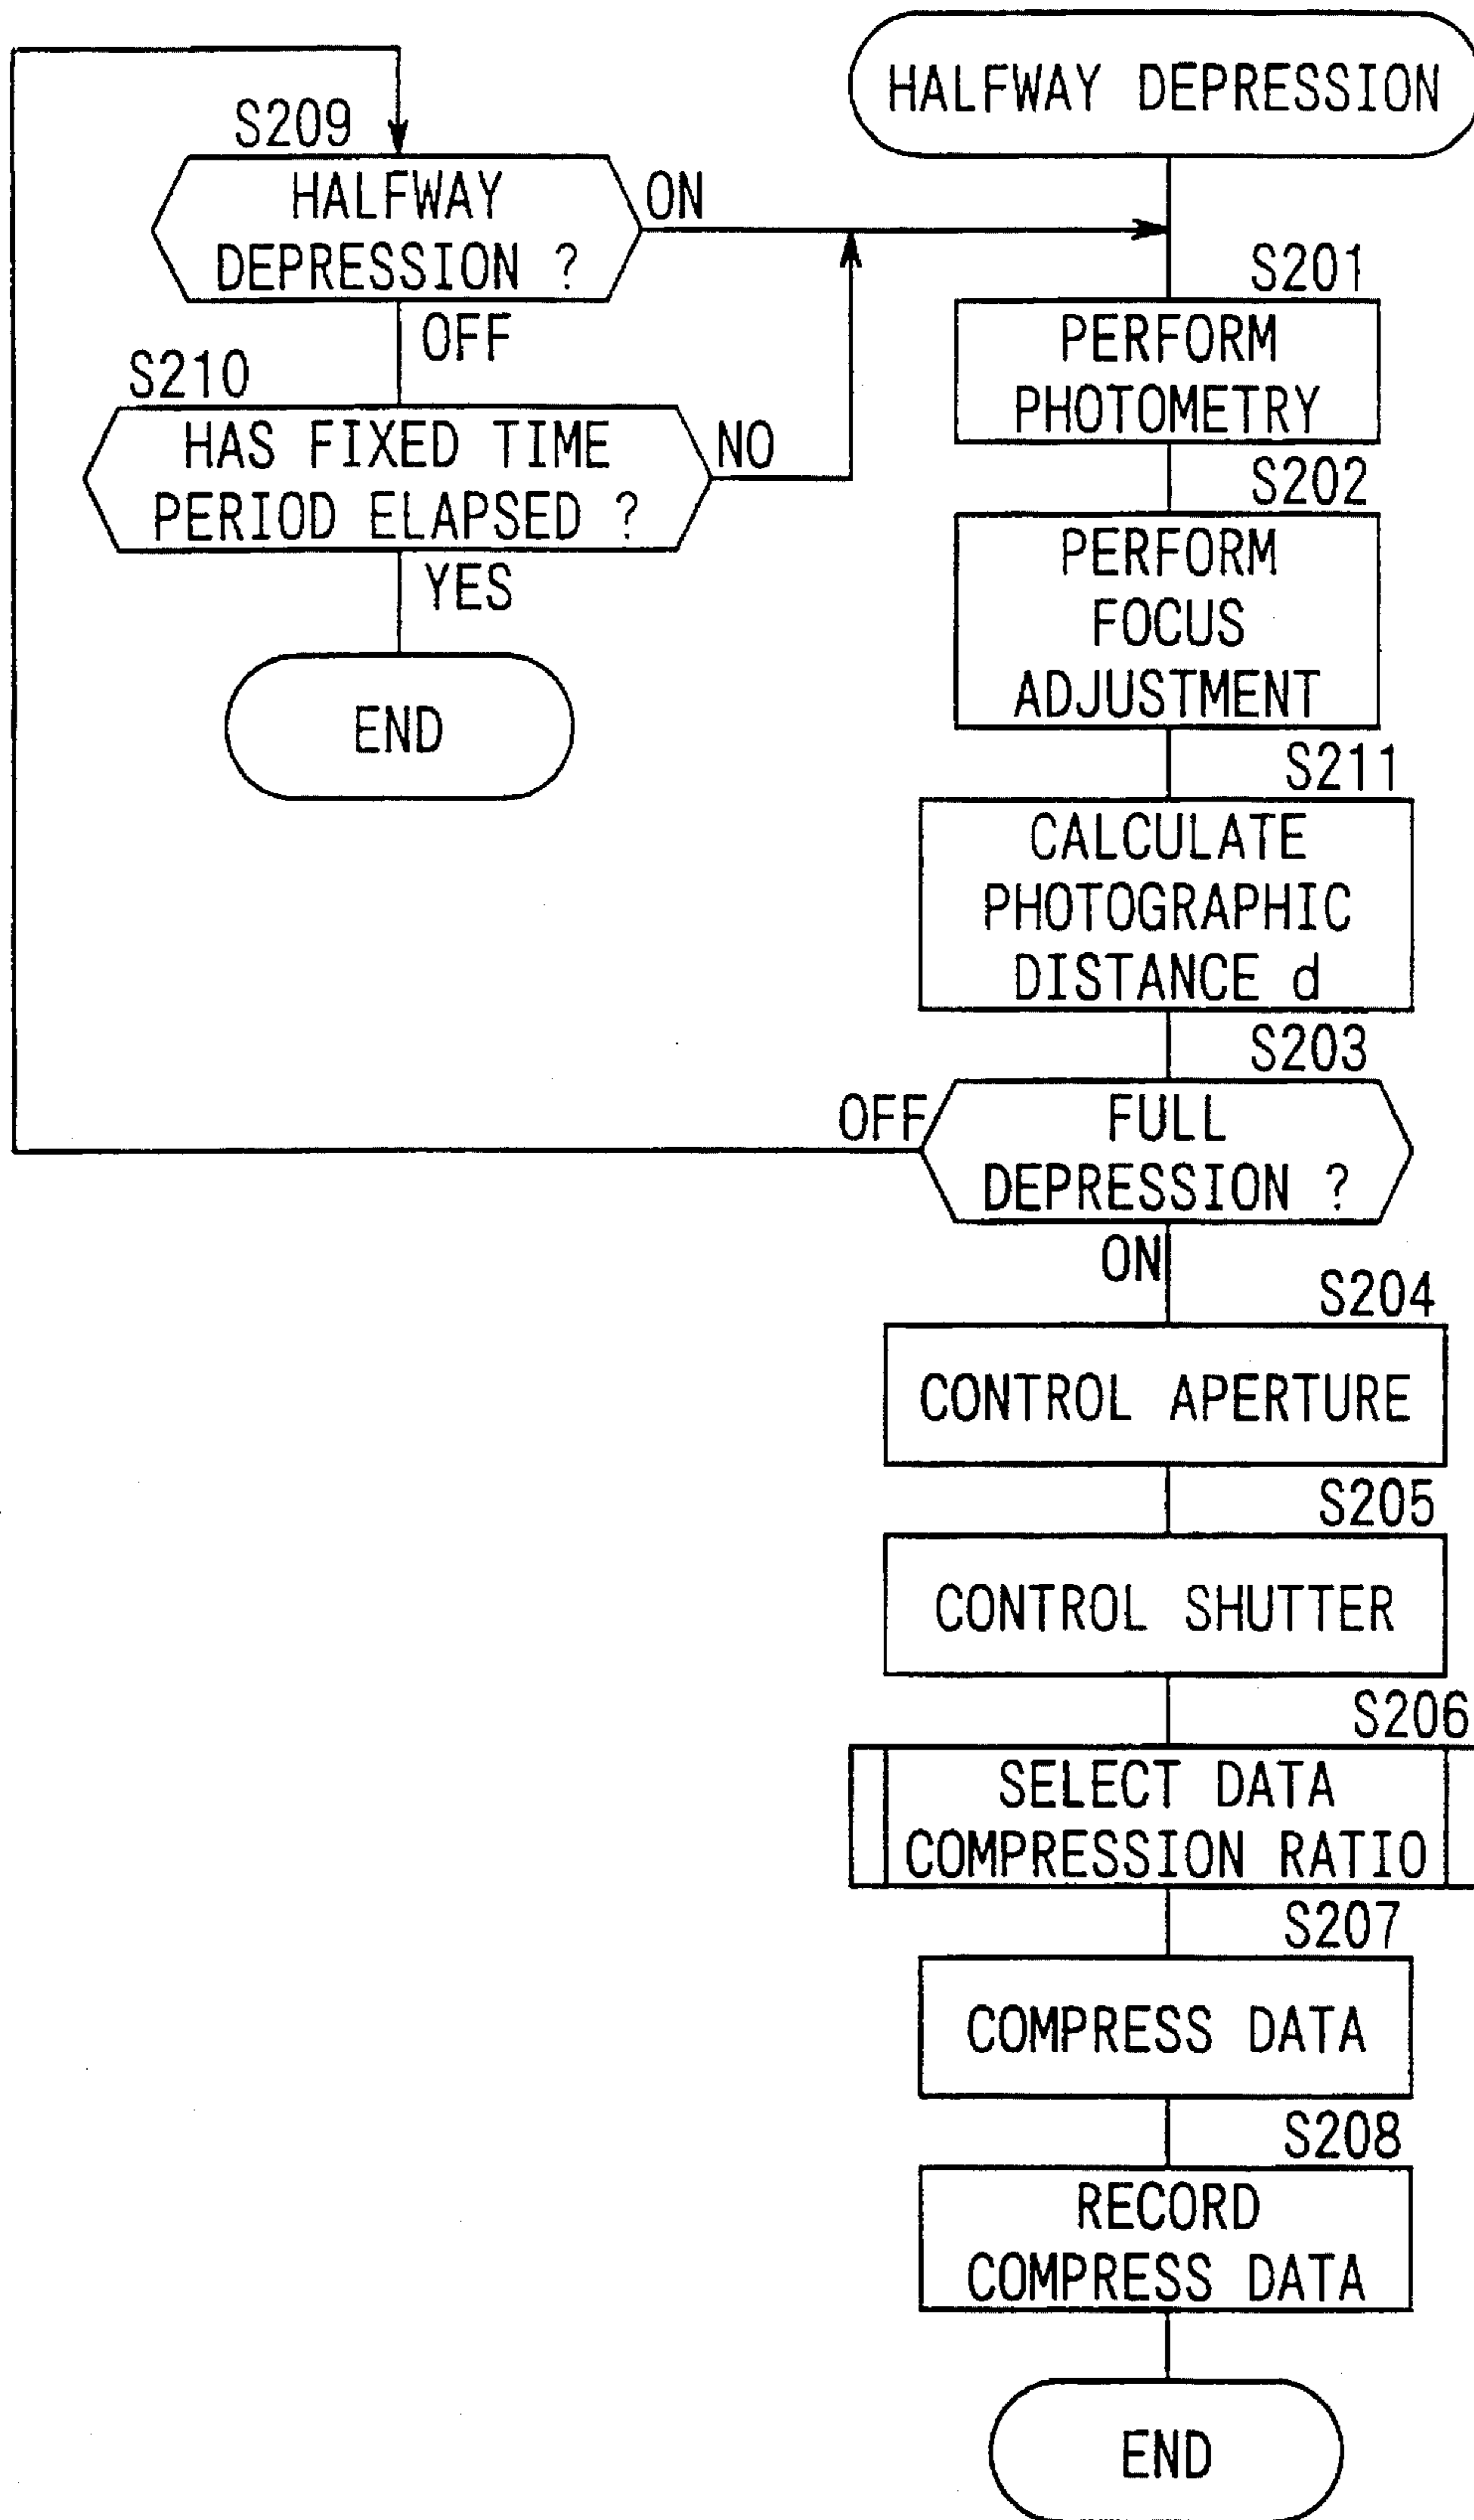 HALFWAY DEPRESSION
S209
HALFWAY
DEPRESSION ?
ON
OFF
S210
HAS FIXED TIME
PERIOD ELAPSED ?
NO
YES
END
S201
PERFORM
PHOTOMETRY
S202
PERFORM
FOCUS
ADJUSTMENT
S211
CALCULATE
PHOTOGRAPHIC
DISTANCE d
S203
OFF
FULL
DEPRESSION ?
ON
S204
CONTROL APERTURE
S205
CONTROL SHUTTER
S206
SELECT DATA
COMPRESSION RATIO
S207
COMPRESS DATA
S208
RECORD
COMPRESS DATA
END